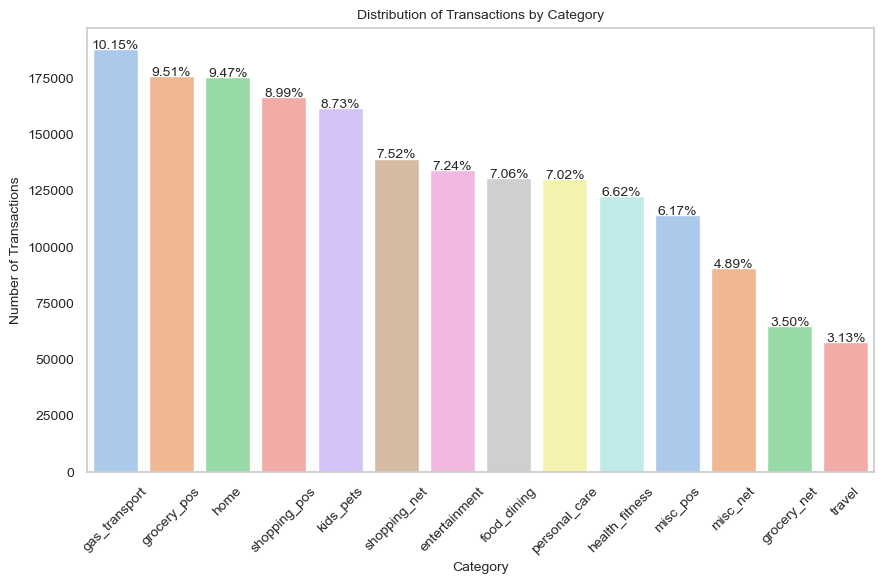 Distribution of Transactions by Category
10.15%
9.51%
9.47%
8.99%
8.73%
7.52%
7.24%
7.06%
7.02%
6.62%
6.17%
4.89%
3.50%
3.13%
Number of Transactions
175000
150000
125000
100000
75000
50000
25000
0
gas_transport
grocery_pos
home
shopping_pos
kids_pets
shopping_net
entertainment
food_dining
personal_care
health_fitness
misc_pos
misc_net
grocery_net
travel
Category